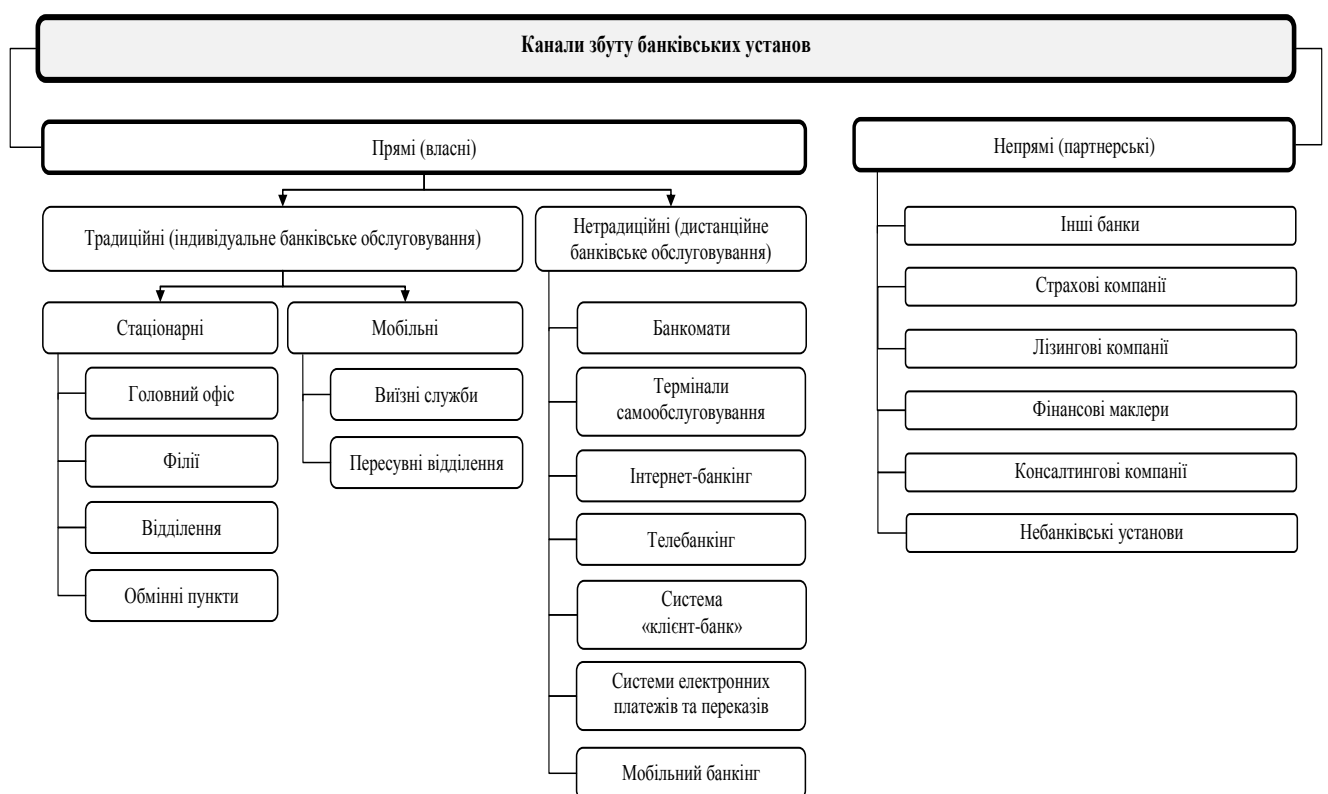 Канали збуту банківських установ
Прямі (власні)
Непрямі (партнерські)
Традиційні (індивідуальне банківське обслуговування)
Нетрадиційні (дистанційне
банківське обслуговування)
Стаціонарні
Мобільні
Головний офіс
Філії
Відділення
Обмінні пункти
Виїзні служби
Пересувні відділення
Банкомати
Термінали
самообслуговування
Інтернет-банкінг
Телебанкінг
Система
«клієнт-банк»
Системи електронних
платежів та переказів
Мобільний банкінг
Інші банки
Страхові компанії
Лізингові компанії
Фінансові маклери
Консалтингові компанії
Небанківські установи